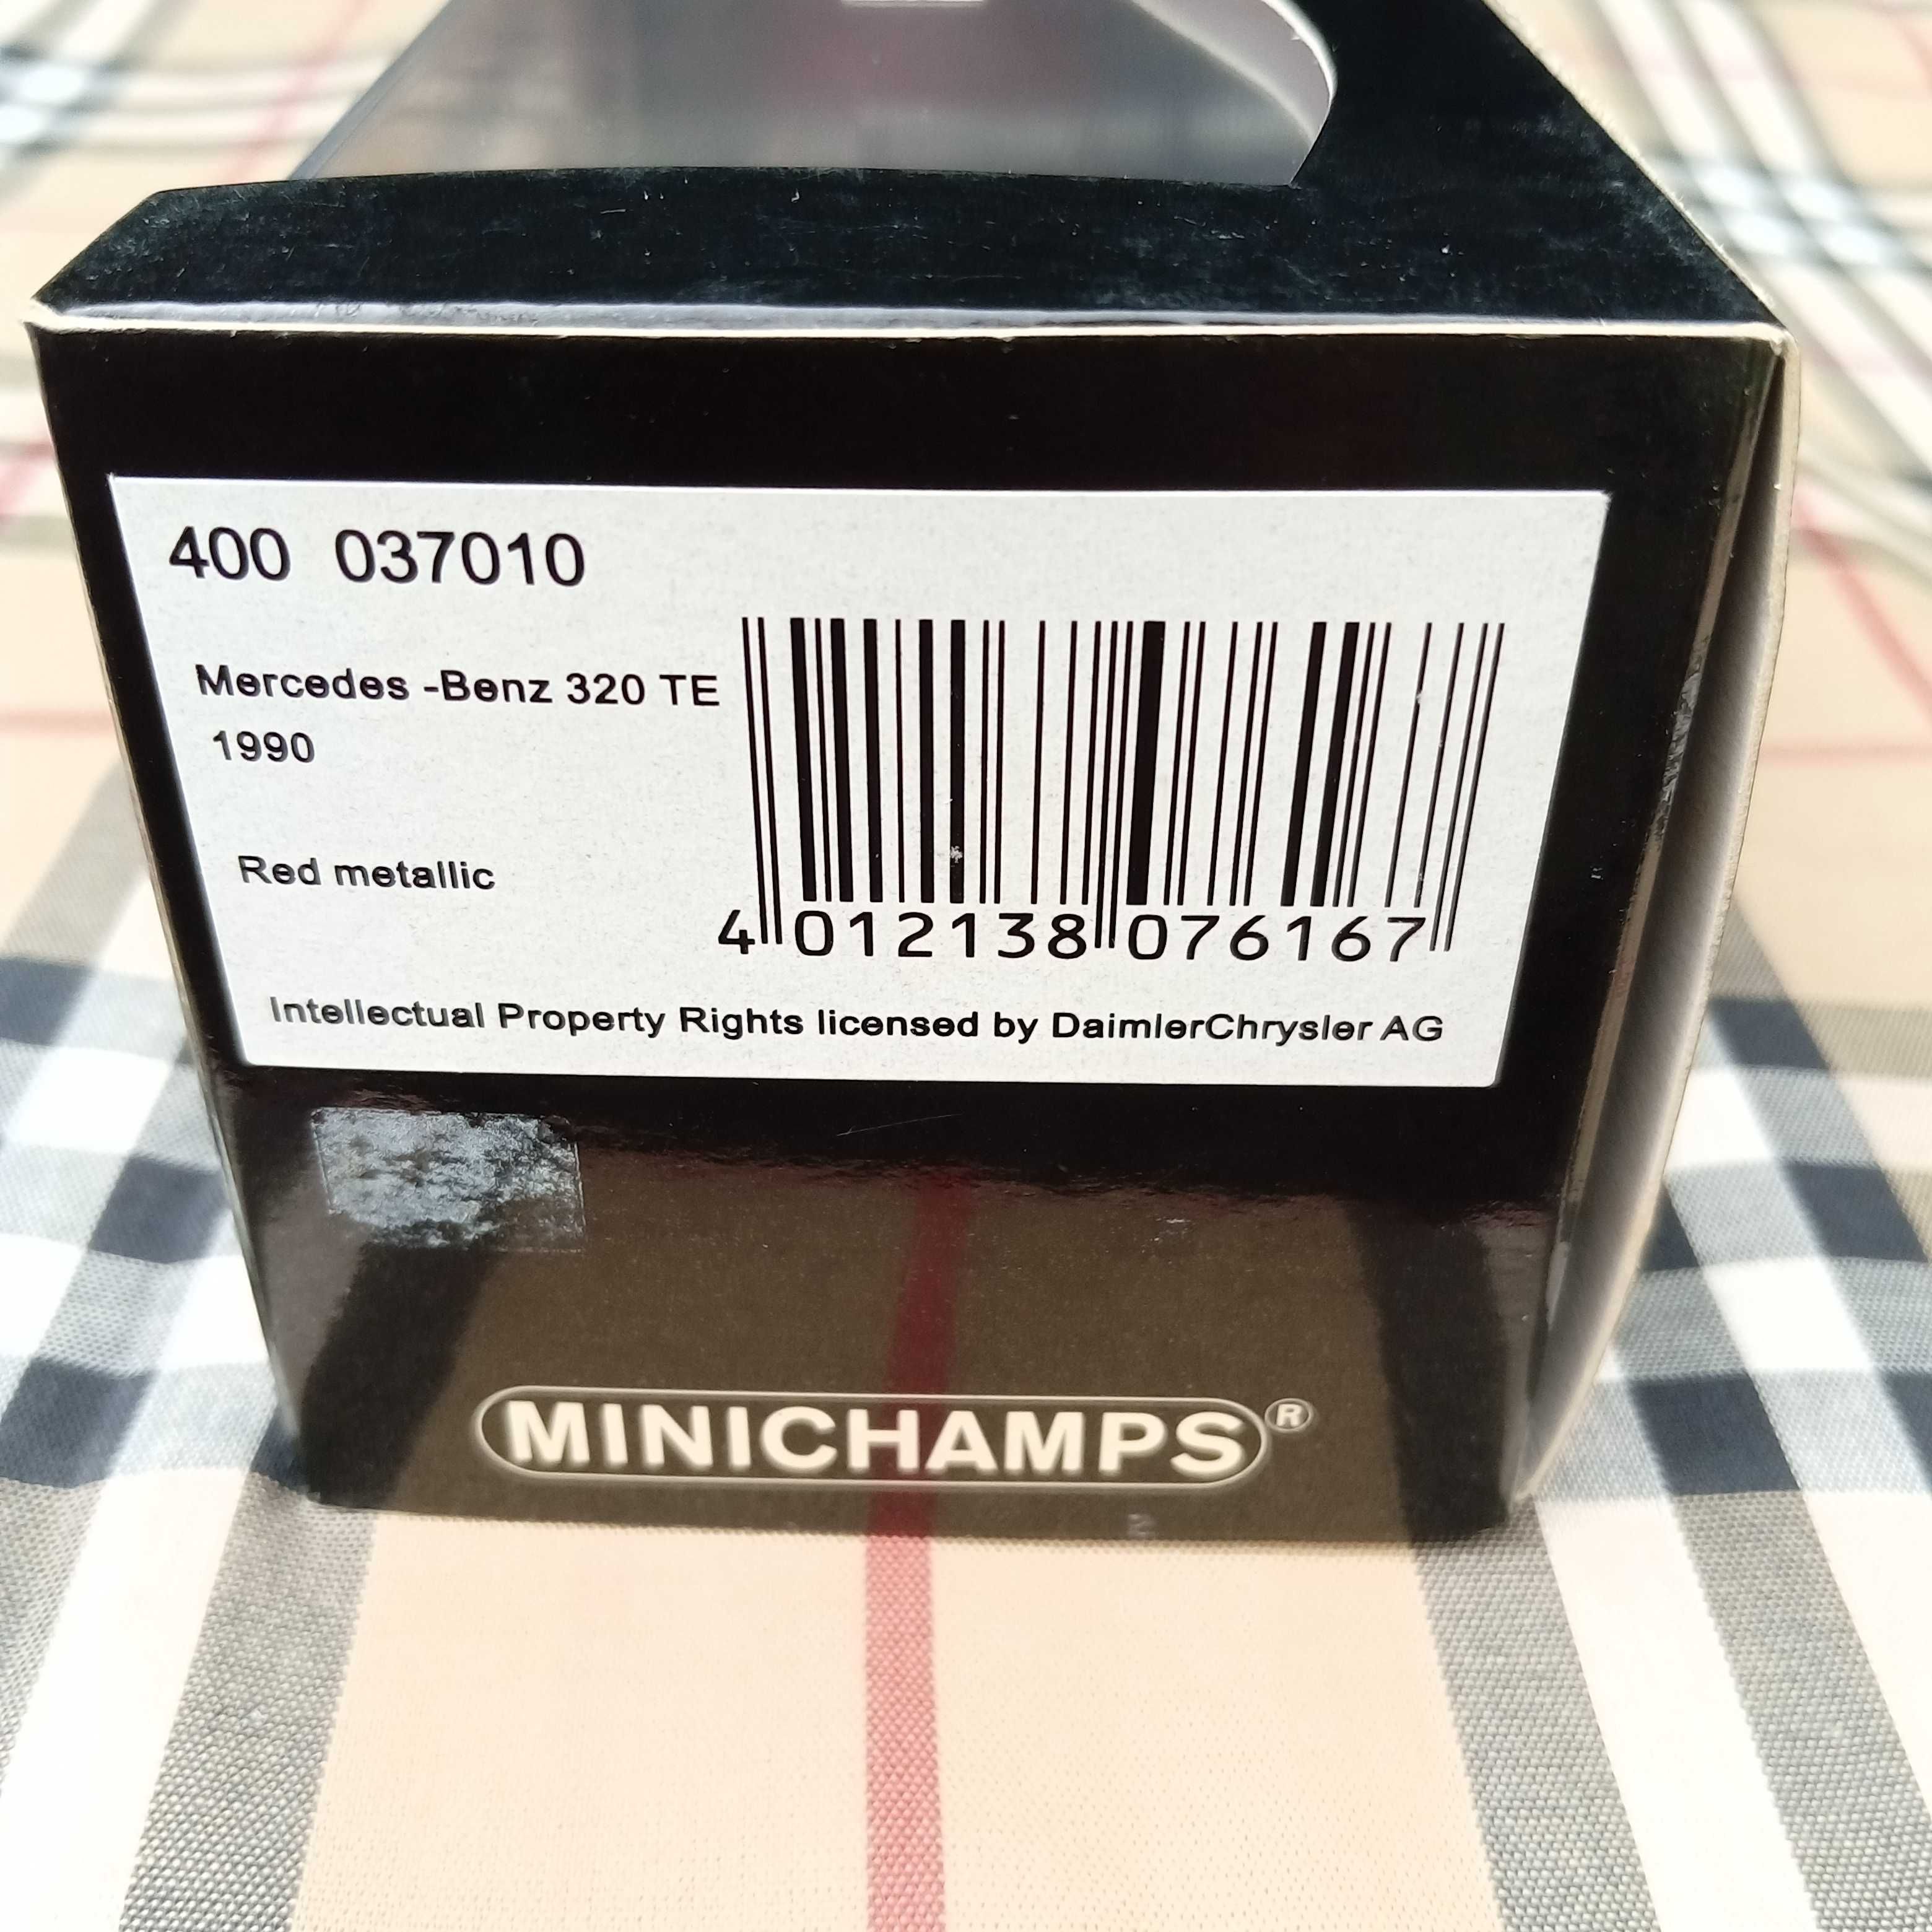 400 037010
Mercedes -Benz 320 TE
1990
Red metallic
4 012138 076167
Intellectual Property Rights licensed by DaimlerChrysler AG
MINICHAMPS®